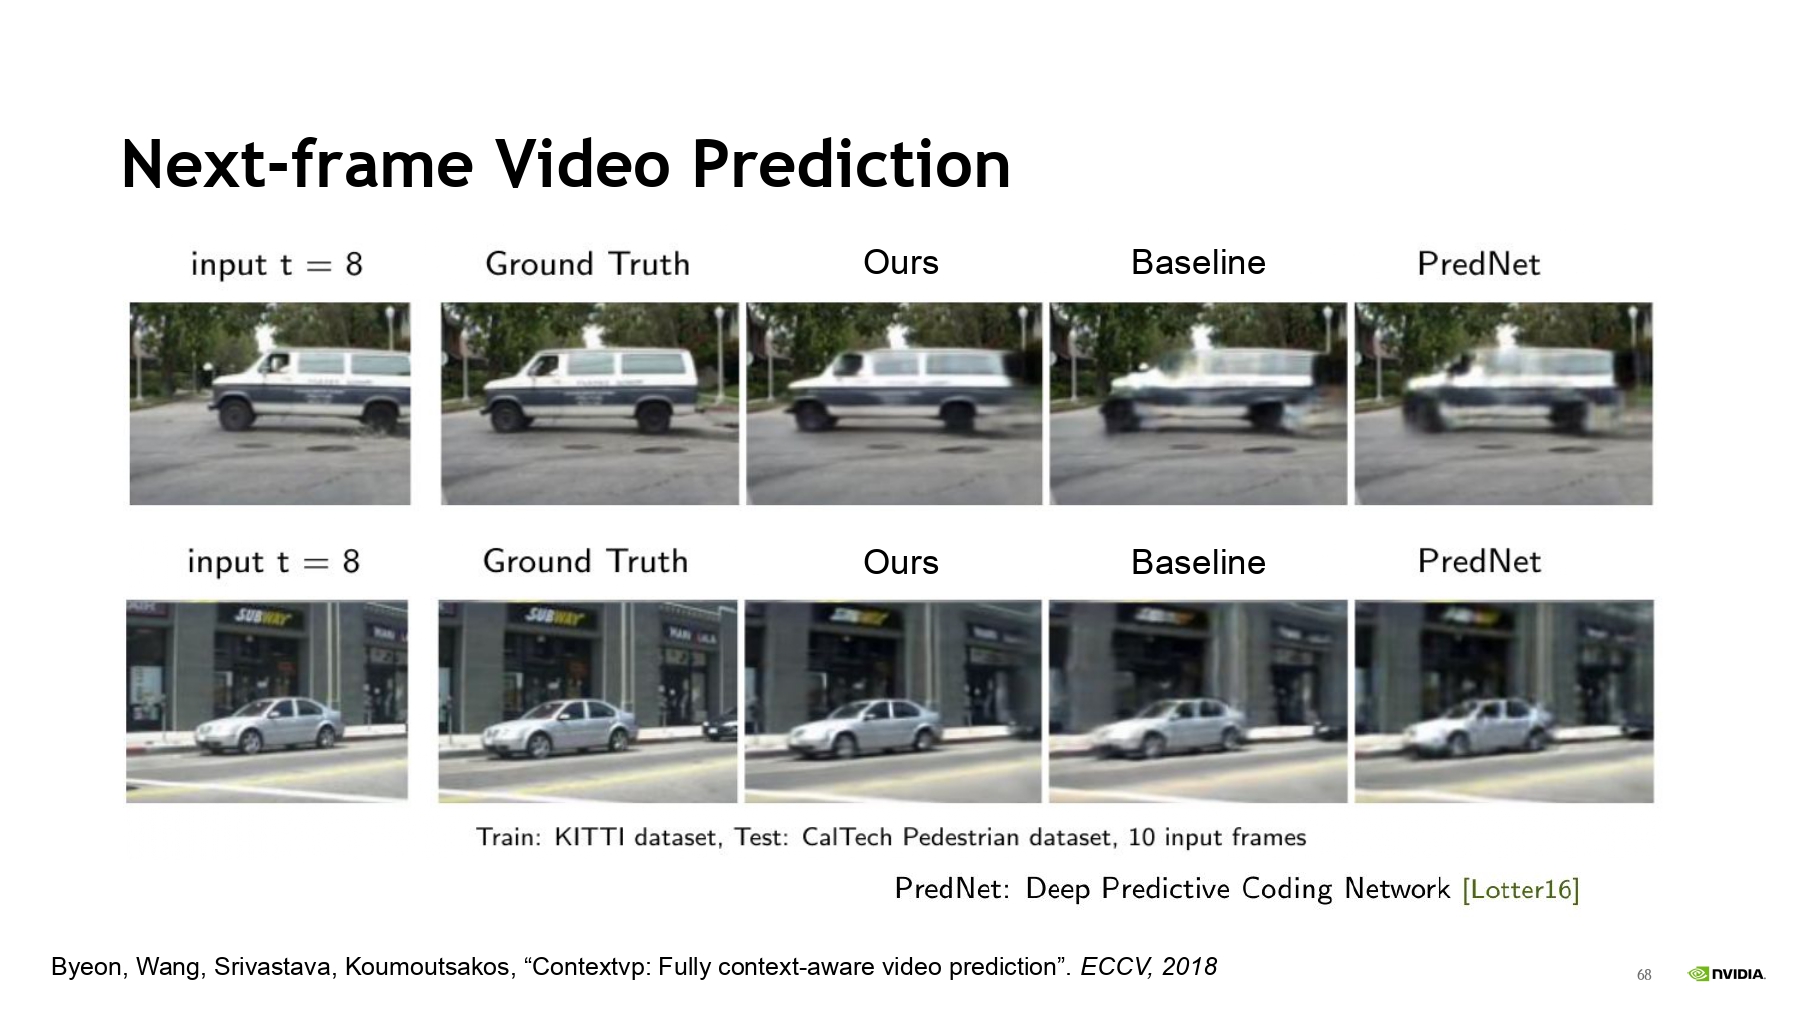 Next-frame Video Prediction
input t = 8 Ground Truth Ours Baseline PredNet
input t = 8 Ground Truth Ours Baseline PredNet
SUBWAY SUBWAY
Train: KITTI dataset, Test: CalTech Pedestrian dataset, 10 input frames
PredNet: Deep Predictive Coding Network [Lotter16]
Byeon, Wang, Srivastava, Koumoutsakos, “Contextvp: Fully context-aware video prediction”. ECCV, 2018
68 NVIDIA.